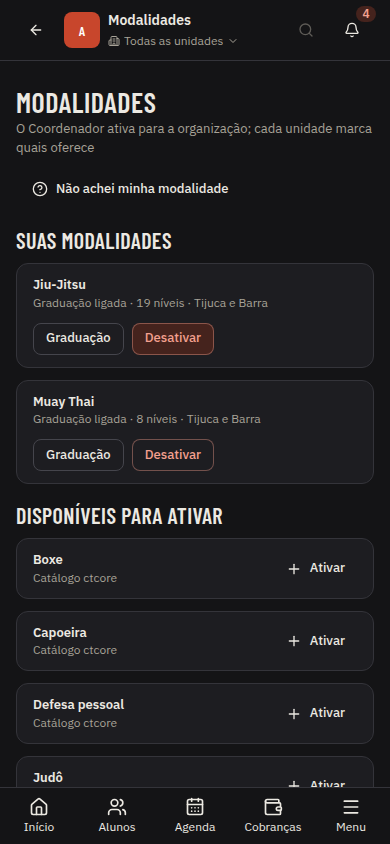 4
A
Modalidades
Todas as unidades
MODALIDADES
O Coordenador ativa para a organização; cada unidade marca
quais oferece
Não achei minha modalidade
SUAS MODALIDADES
Jiu-Jitsu
Graduação ligada · 19 níveis · Tijuca e Barra
Graduação
Desativar
Muay Thai
Graduação ligada · 8 níveis · Tijuca e Barra
Graduação
Desativar
DISPONÍVEIS PARA ATIVAR
Boxe
Catálogo ctcore
Ativar
Capoeira
Catálogo ctcore
Ativar
Defesa pessoal
Catálogo ctcore
Ativar
Judô
Ativar
Início
Alunos
Agenda
Cobranças
Menu